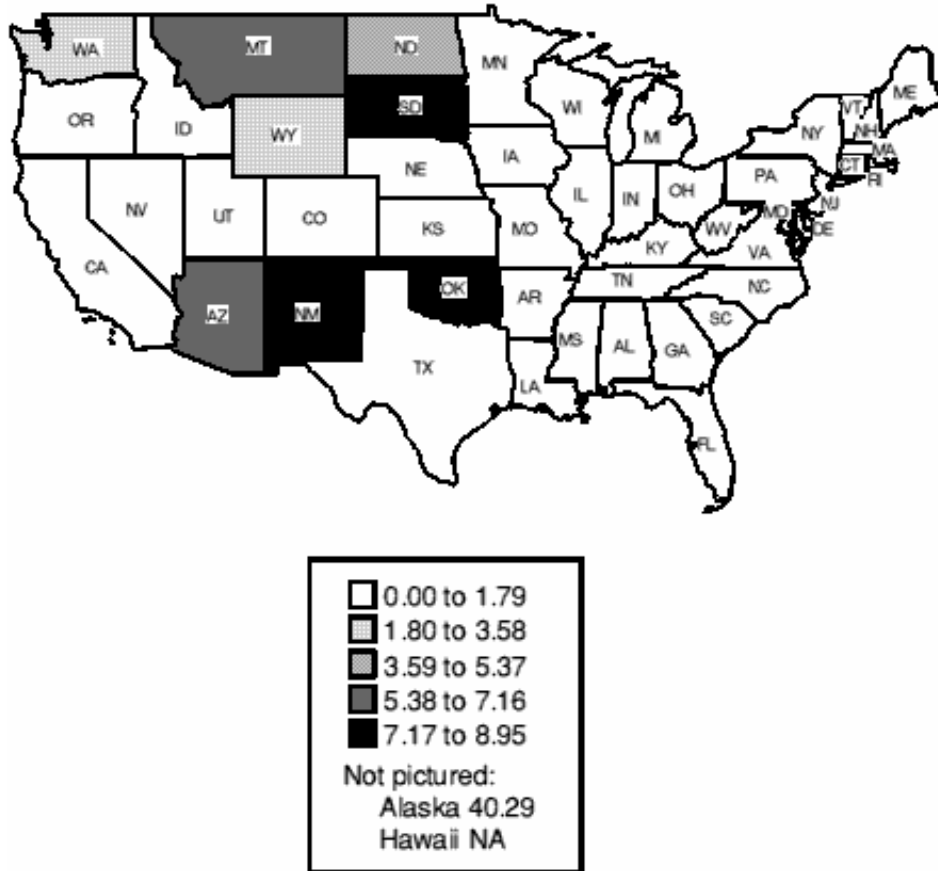 WA
MT
ND
MN
OR
ID
SD
WI
WY
MI
ME
VT
NH
NY
MA
CT
RI
NE
IA
PA
NJ
NV
UT
CO
IL
IN
OH
MD
DE
KS
MO
WV
VA
CA
KY
TN
NC
AZ
NM
OK
AR
SC
MS
AL
GA
TX
LA
FL
0.00 to 1.79
1.80 to 3.58
3.59 to 5.37
5.38 to 7.16
7.17 to 8.95
Not pictured:
Alaska 40.29
Hawaii NA